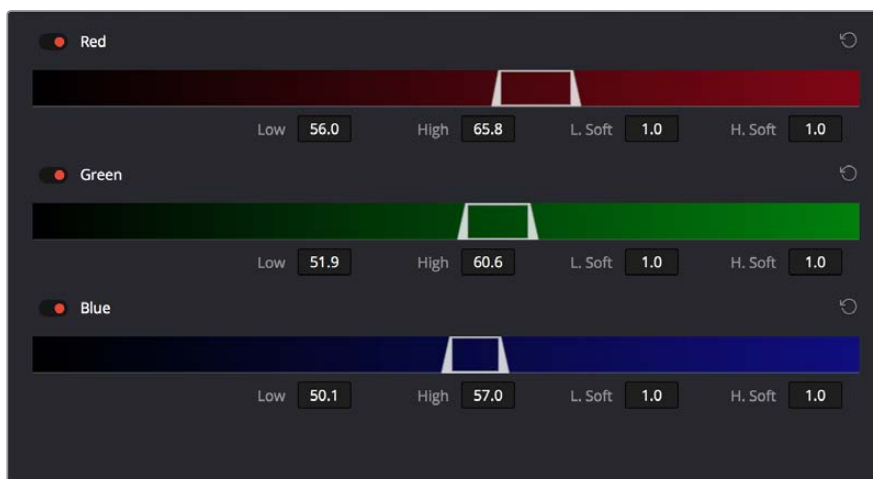 Red
Low 56.0 High 65.8 L. Soft 1.0 H. Soft 1.0
Green
Low 51.9 High 60.6 L. Soft 1.0 H. Soft 1.0
Blue
Low 50.1 High 57.0 L. Soft 1.0 H. Soft 1.0